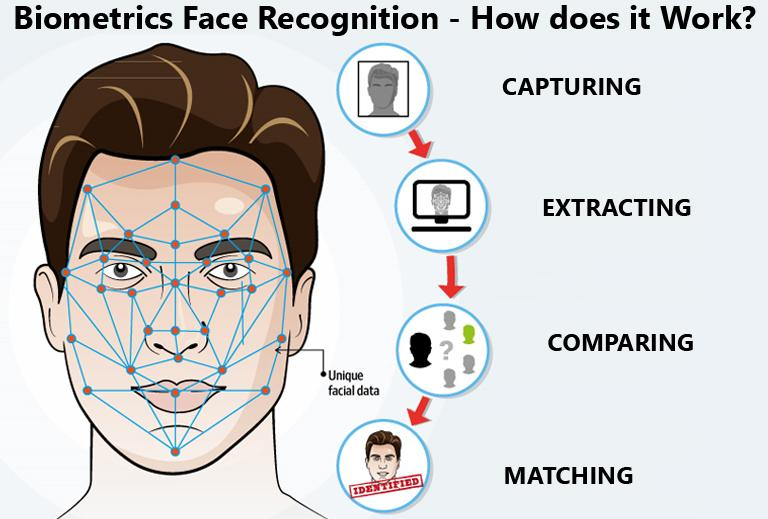 Biometrics Face Recognition - How does it Work?
CAPTURING
EXTRACTING
COMPARING
?
Unique
facial data
IDENTIFIED
MATCHING